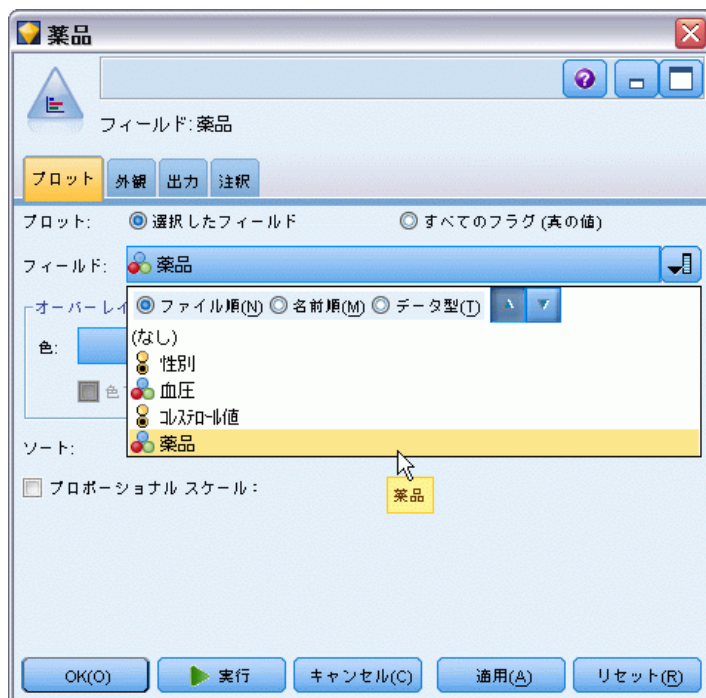 薬品
フィールド:薬品
プロット 外観 出力 注釈
プロット: 選択したフィールド すべてのフラグ (真の値)
フィールド: 薬品
オーバーレイ
ファイル順(N) 名前順(M) データ型(T)
(なし)
色:
性別
血圧
色
コレステロール値
薬品
ソート:
薬品
プロポーショナル スケール:
OK(O) 実行 キャンセル(C) 適用(A) リセット(R)